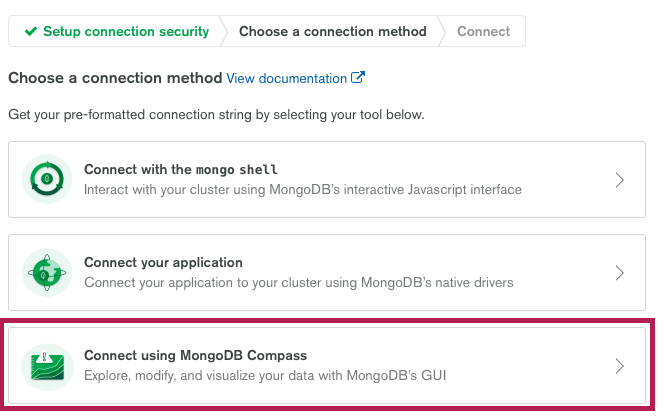 Setup connection security
Choose a connection method
Connect
Choose a connection method View documentation
Get your pre-formatted connection string by selecting your tool below.
Connect with the mongo shell
Interact with your cluster using MongoDB's interactive Javascript interface
Connect your application
Connect your application to your cluster using MongoDB's native drivers
Connect using MongoDB Compass
Explore, modify, and visualize your data with MongoDB's GUI